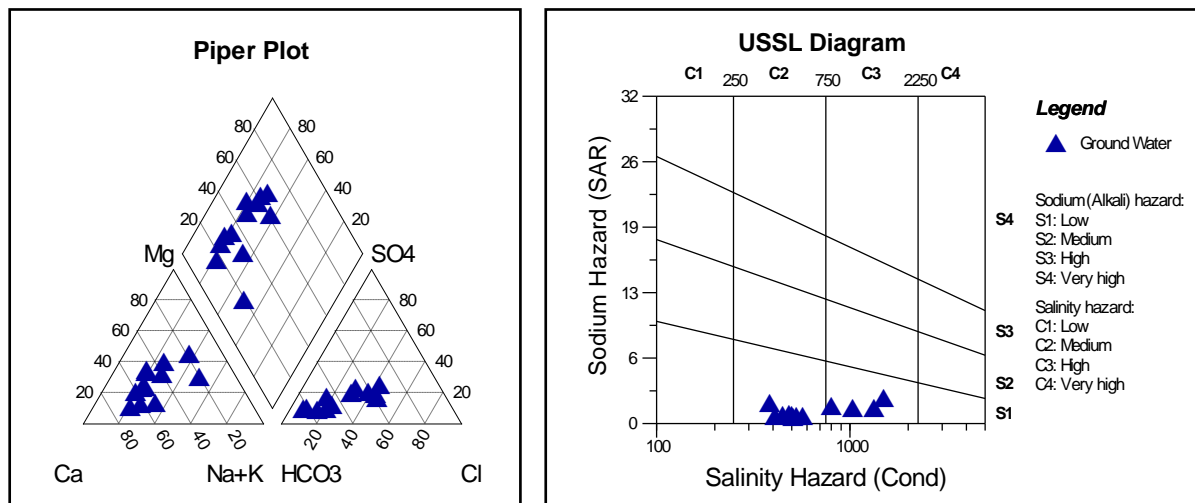 Piper Plot
80 80
60 60
40 40
20 20
Mg SO4
80 80
60 60
40 40
20 20
80 60 40 20 20 40 60 80
Ca Na+K HCO3 Cl
USSL Diagram
C1 250 C2 750 C3 2250 C4
32
26
19
13
6
0
Sodium Hazard (SAR)
S4
S3
S2
S1
100 1000
Salinity Hazard (Cond)
Legend
Ground Water
Sodium (Alkali) hazard:
S1: Low
S2: Medium
S3: High
S4: Very high
Salinity hazard:
C1: Low
C2: Medium
C3: High
C4: Very high